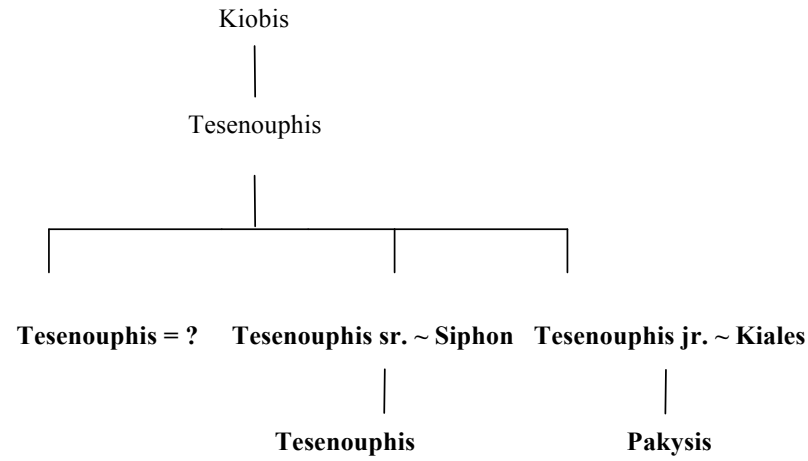 Kiobis
Tesenouphis
Tesenouphis = ? Tesenouphis sr. ~ Siphon Tesenouphis jr. ~ Kiales
Tesenouphis Pakysis